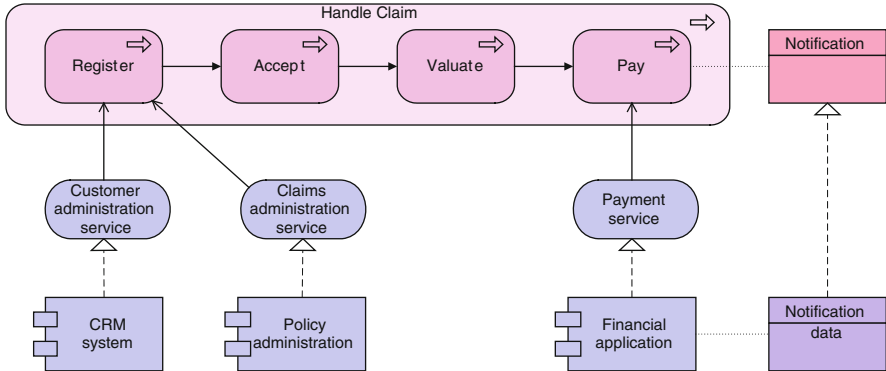 Handle Claim
Register
Accept
Valuate
Pay
Notification
Customer
administration
service
Claims
administration
service
Payment
service
CRM
system
Policy
administration
Financial
application
Notification
data